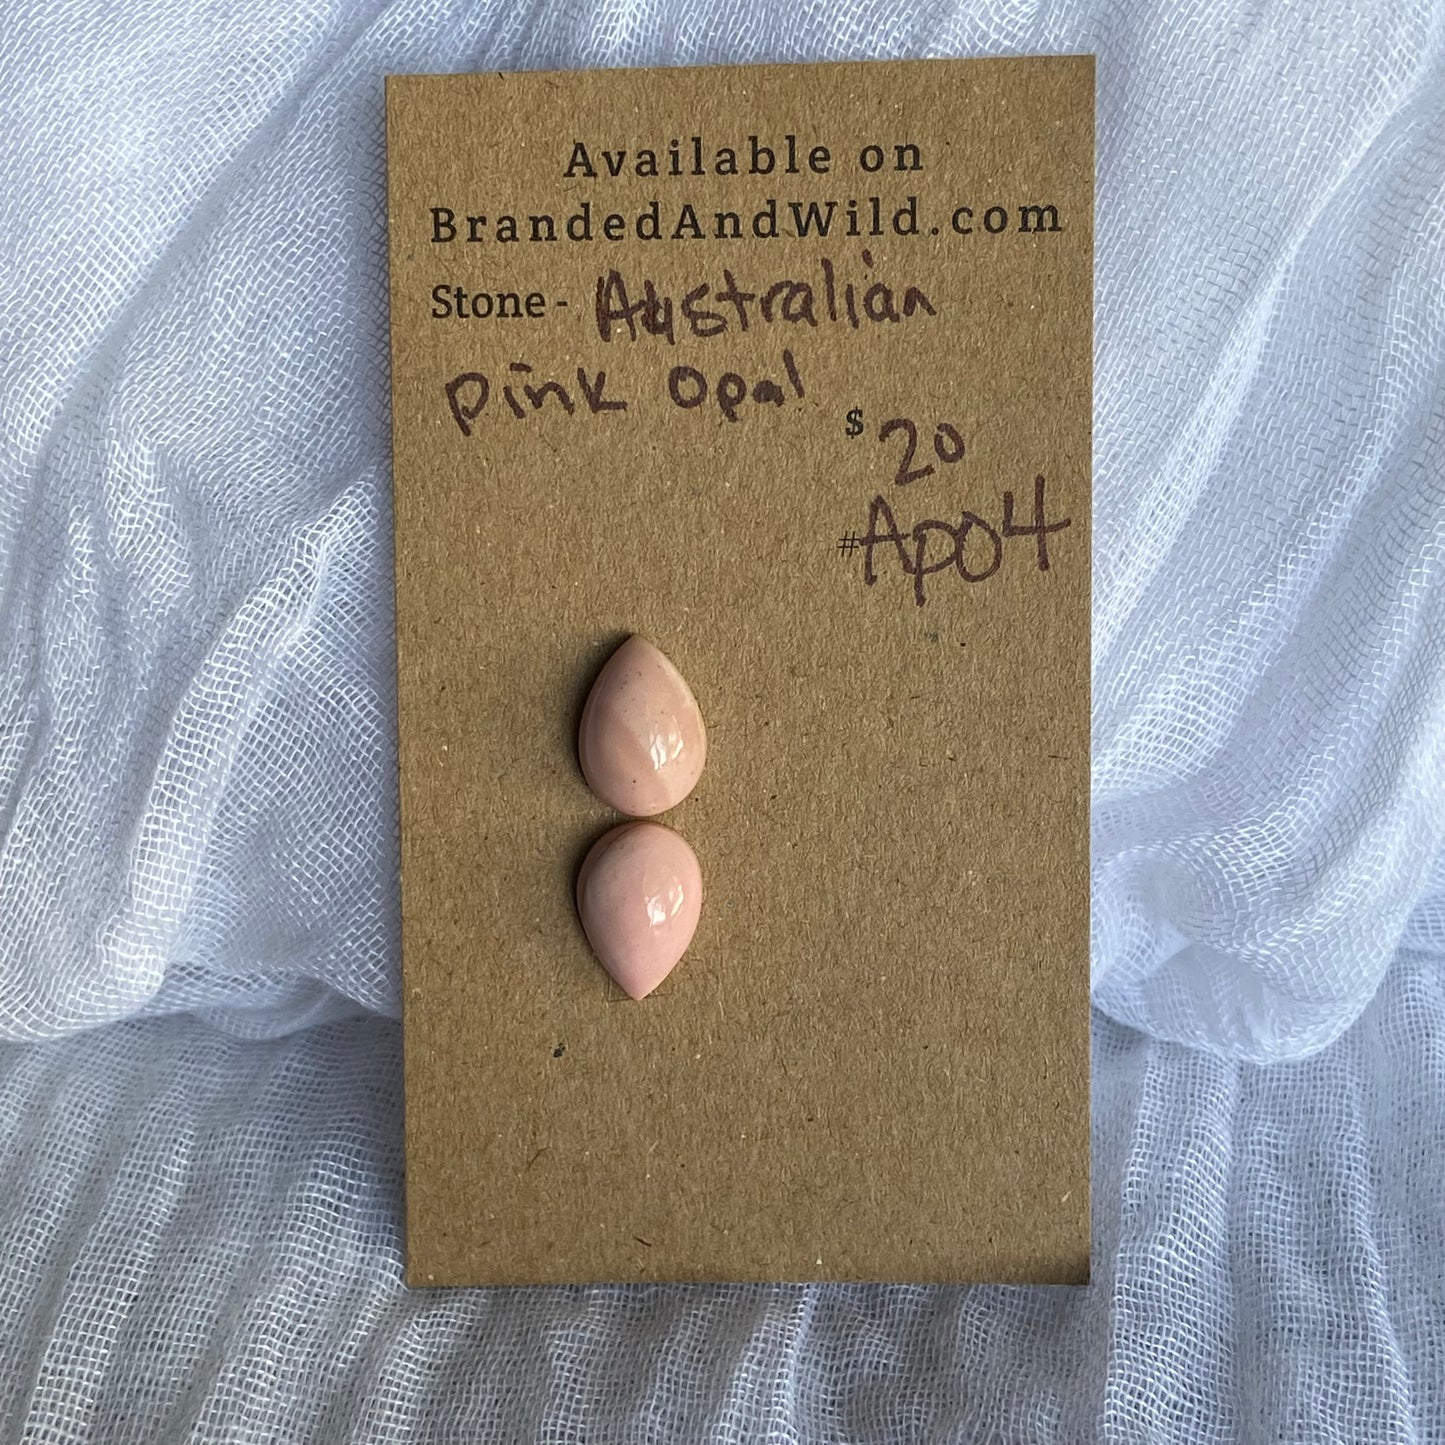 Available on
BrandedAndWild.com
Stone - Australian
pink opal
$ 20
#Ap04